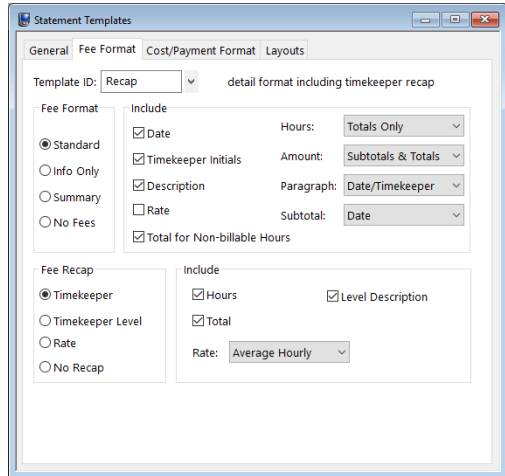 Statement Templates
General Fee Format Cost/Payment Format Layouts
Template ID: Recap detail format including timekeeper recap
Fee Format
Standard
Info Only
Summary
No Fees
Include
Date
Timekeeper Initials
Description
Rate
Total for Non-billable Hours
Hours: Totals Only
Amount: Subtotals & Totals
Paragraph: Date/Timekeeper
Subtotal: Date
Fee Recap
Timekeeper
Timekeeper Level
Rate
No Recap
Include
Hours
Total
Level Description
Rate: Average Hourly